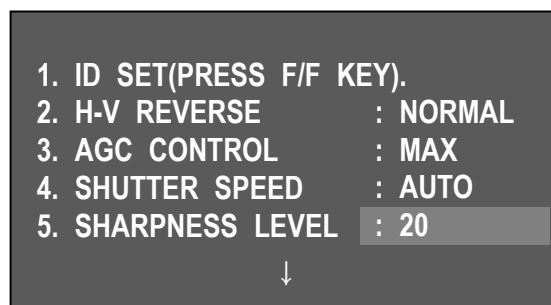 1. ID SET(PRESS F/F KEY).
2. H-V REVERSE : NORMAL
3. AGC CONTROL : MAX
4. SHUTTER SPEED : AUTO
5. SHARPNESS LEVEL : 20
↓